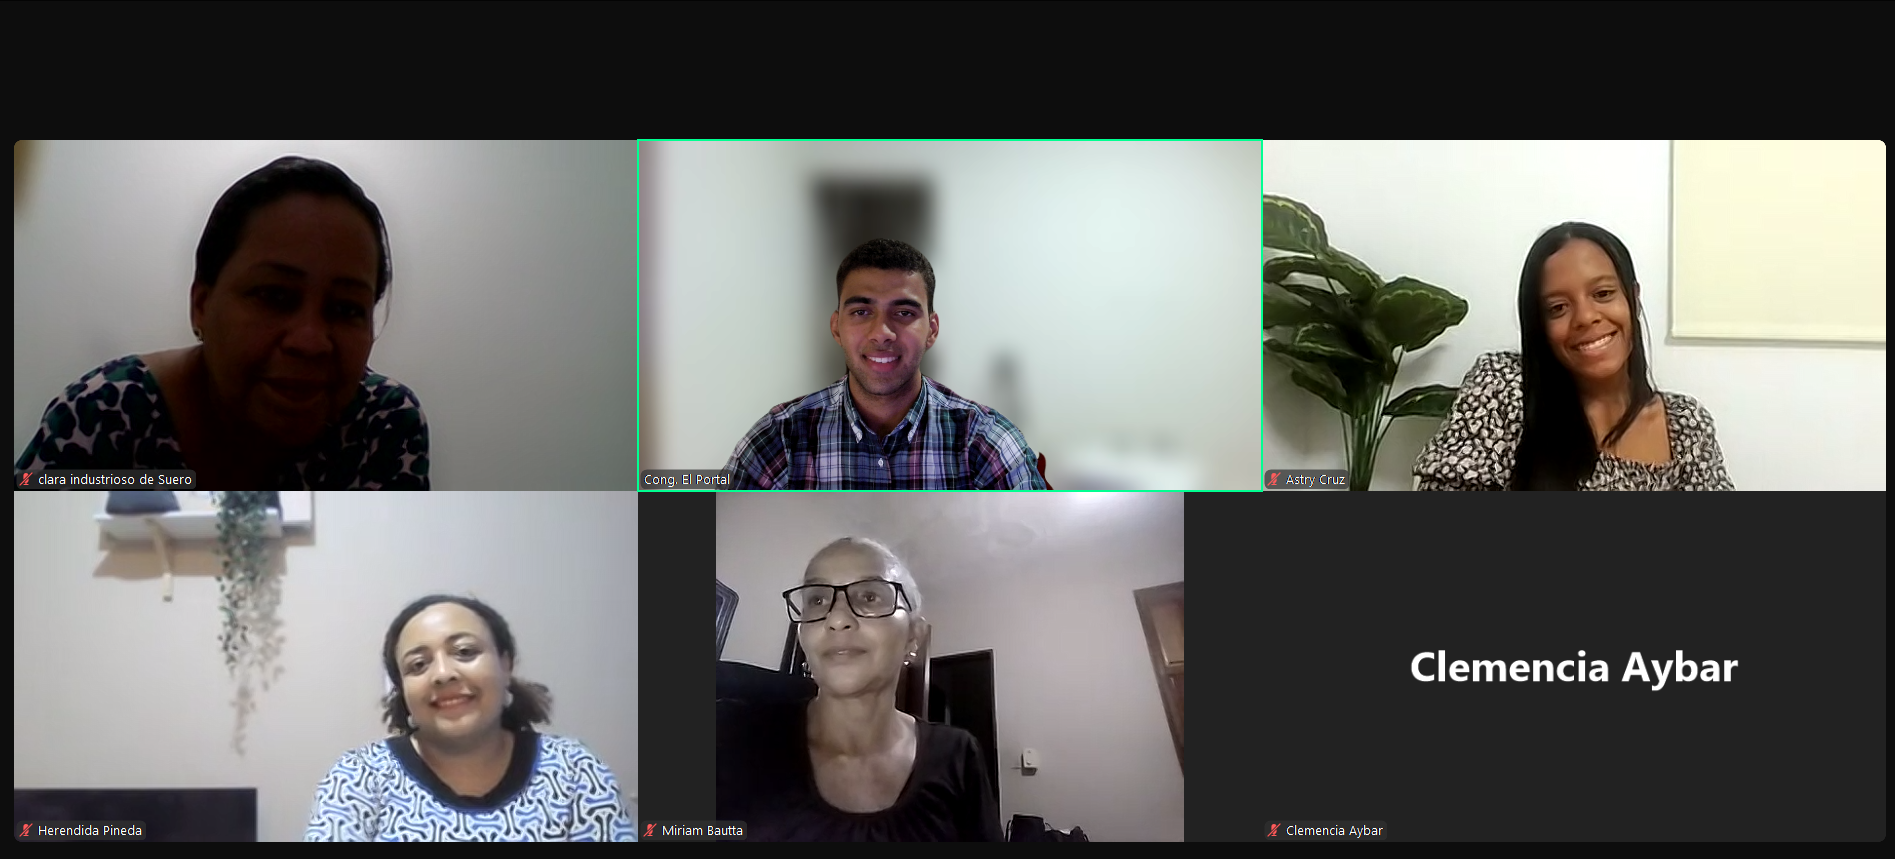 clara industrioso de Suero
Cong. El Portal
Astry Cruz
Clemencia Aybar
Herendida Pineda
Miriam Bautta
Clemencia Aybar